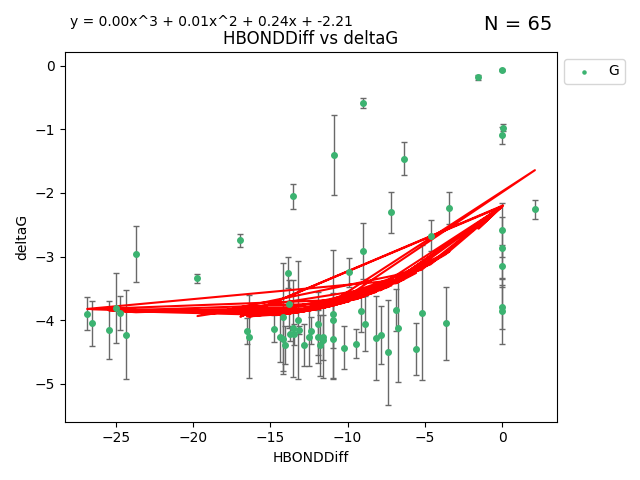 y = 0.00x^3 + 0.01x^2 + 0.24x + -2.21
N = 65
HBONDDiff vs deltaG
G
0
−1
−2
−3
−4
−5
deltaG
−25 −20 −15 −10 −5 0
HBONDDiff